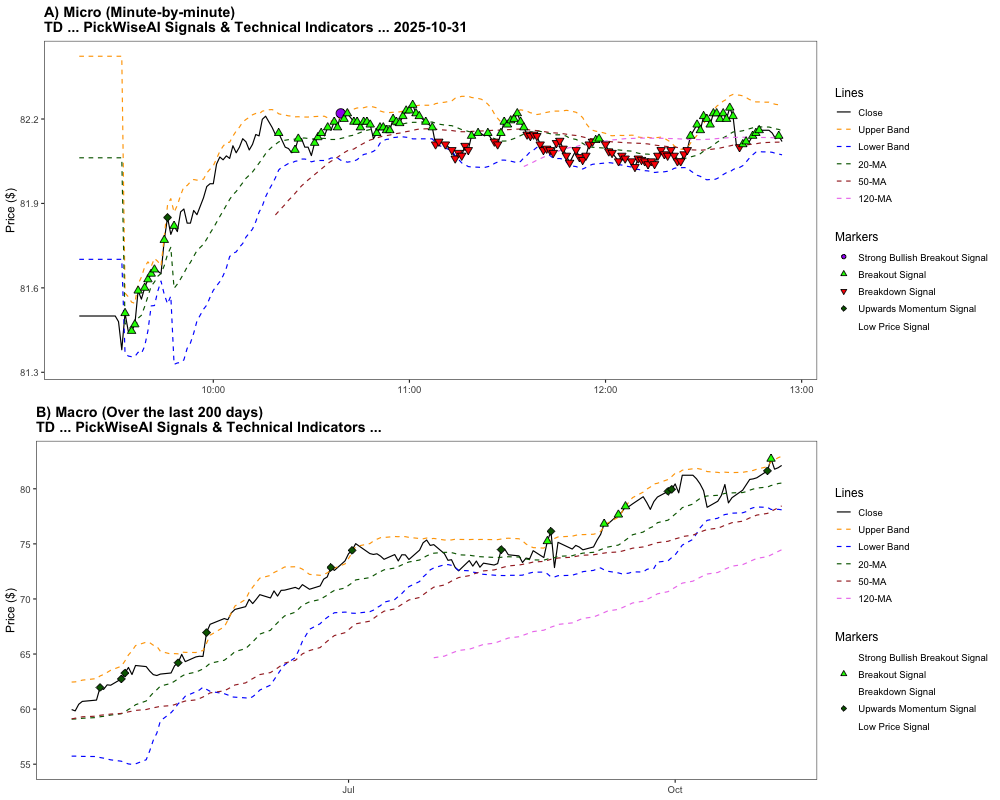 A) Micro (Minute-by-minute)
TD ... PickWiseAI Signals & Technical Indicators ... 2025-10-31
Price ($)
82.2
81.9
81.6
81.3
10:00
11:00
12:00
13:00
Lines
Close
Upper Band
Lower Band
20-MA
50-MA
120-MA
Markers
Strong Bullish Breakout Signal
Breakout Signal
Breakdown Signal
Upwards Momentum Signal
Low Price Signal
B) Macro (Over the last 200 days)
TD ... PickWiseAI Signals & Technical Indicators ...
Price ($)
80
75
70
65
60
55
Jul
Oct
Lines
Close
Upper Band
Lower Band
20-MA
50-MA
120-MA
Markers
Strong Bullish Breakout Signal
Breakout Signal
Breakdown Signal
Upwards Momentum Signal
Low Price Signal